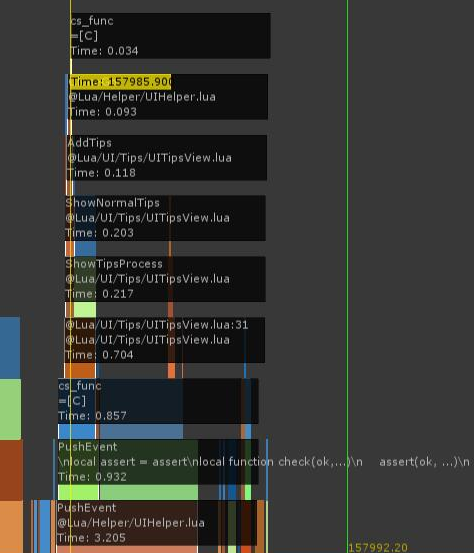 cs_func
=[C]
Time: 0.034
Time: 157985.900
@Lua/Helper/UIHelper.lua
Time: 0.093
AddTips
@Lua/UI/Tips/UITipsView.lua
Time: 0.118
ShowNormalTips
@Lua/UI/Tips/UITipsView.lua
Time: 0.203
ShowTipsProcess
@Lua/UI/Tips/UITipsView.lua
Time: 0.217
@Lua/UI/Tips/UITipsView.lua:31
@Lua/UI/Tips/UITipsView.lua
Time: 0.704
cs_func
=[C]
Time: 0.857
PushEvent
\nlocal assert = assert\nlocal function check(ok,...)\n    assert(ok, ...)\n
Time: 0.932
PushEvent
@Lua/Helper/UIHelper.lua
Time: 3.205
157992.20